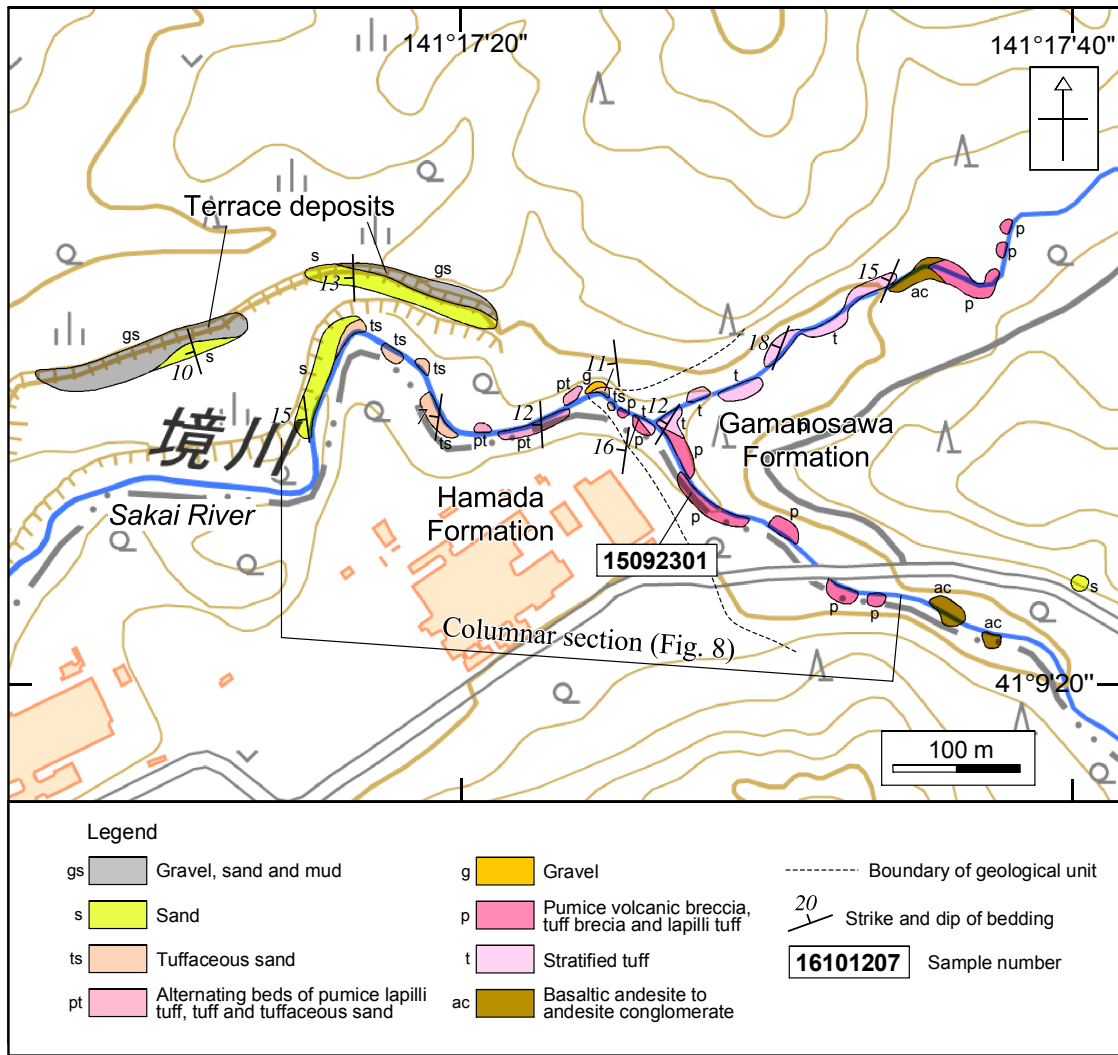 141°17'20"
141°17'40"
Terrace deposits
s
gs
13
gs
s
10
s
15
ts
ts
ts
7
pt
pt
12
pt
g
11
ts
p
t
p
12
t
16
p
p
t
t
18
t
15
ac
p
p
p
境川
Sakai River
Hamada
Formation
Gamanosawa
Formation
15092301
p
p
p
p
ac
ac
s
Columnar section (Fig. 8)
41°9'20"
100 m
Legend
gs Gravel, sand and mud
s Sand
ts Tuffaceous sand
pt Alternating beds of pumice lapilli
tuff, tuff and tuffaceous sand
g Gravel
p Pumice volcanic breccia,
tuff brecia and lapilli tuff
t Stratified tuff
ac Basaltic andesite to
andesite conglomerate
Boundary of geological unit
20 Strike and dip of bedding
16101207 Sample number